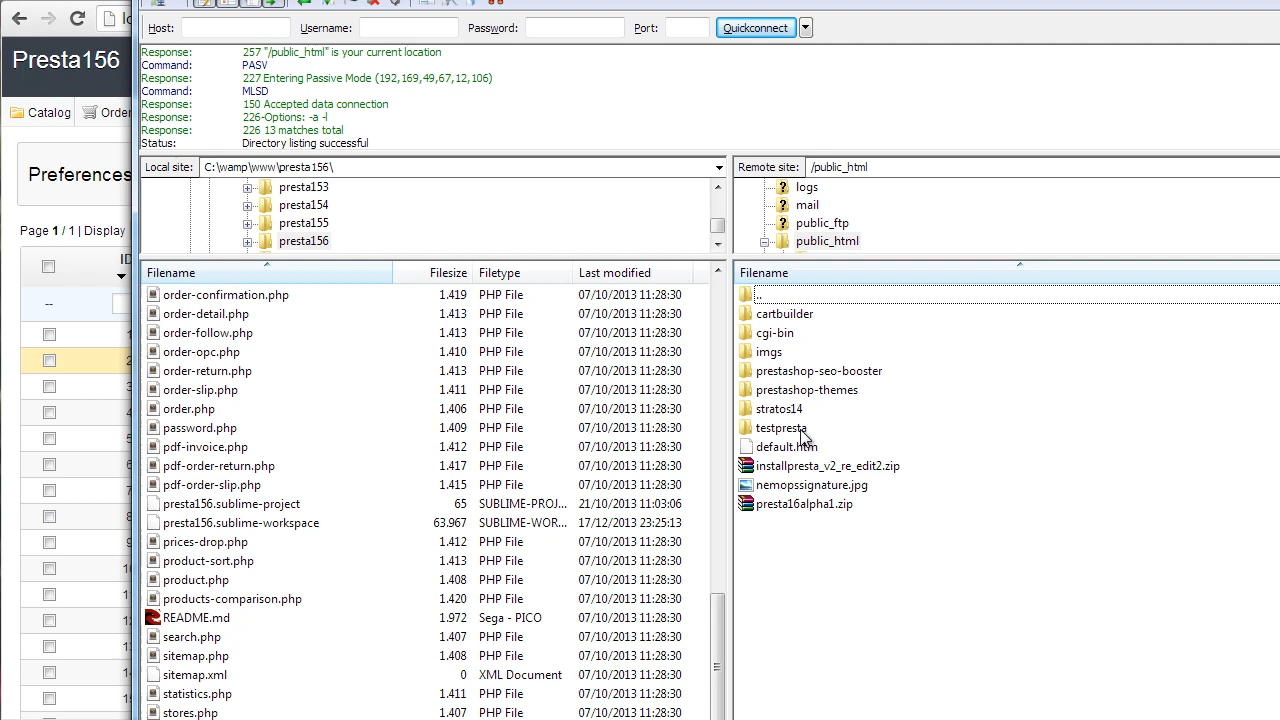 Host:
Username:
Password:
Port:
Quickconnect
Presta156
Catalog
Preferences
Page 1 / 1 | Display
ID
--
Response: 257 "/public_html" is your current location
Command: PASV
Response: 227 Entering Passive Mode (192,169,49,67,12,106)
Command: MLSD
Response: 150 Accepted data connection
Response: 226-Options: -a -l
Response: 226 13 matches total
Status: Directory listing successful
Local site: C:\wamp\www\presta156\
presta153
presta154
presta155
presta156
Remote site: /public_html
logs
mail
public_ftp
public_html
Filename Filesize Filetype Last modified
order-confirmation.php 1.419 PHP File 07/10/2013 11:28:30
order-detail.php 1.413 PHP File 07/10/2013 11:28:30
order-follow.php 1.413 PHP File 07/10/2013 11:28:30
order-opc.php 1.410 PHP File 07/10/2013 11:28:30
order-return.php 1.413 PHP File 07/10/2013 11:28:30
order-slip.php 1.411 PHP File 07/10/2013 11:28:30
order.php 1.406 PHP File 07/10/2013 11:28:30
password.php 1.409 PHP File 07/10/2013 11:28:30
pdf-invoice.php 1.412 PHP File 07/10/2013 11:28:30
pdf-order-return.php 1.417 PHP File 07/10/2013 11:28:30
pdf-order-slip.php 1.415 PHP File 07/10/2013 11:28:30
presta156.sublime-project 65 SUBLIME-PROJ... 21/10/2013 11:03:06
presta156.sublime-workspace 63.967 SUBLIME-WOR... 17/12/2013 23:25:13
prices-drop.php 1.412 PHP File 07/10/2013 11:28:30
product-sort.php 1.413 PHP File 07/10/2013 11:28:30
product.php 1.408 PHP File 07/10/2013 11:28:30
products-comparison.php 1.420 PHP File 07/10/2013 11:28:30
README.md 1.972 Sega - PICO 07/10/2013 11:28:30
search.php 1.407 PHP File 07/10/2013 11:28:30
sitemap.php 1.408 PHP File 07/10/2013 11:28:30
sitemap.xml 0 XML Document 07/10/2013 11:28:30
statistics.php 1.411 PHP File 07/10/2013 11:28:30
stores.php 1.407 PHP File 07/10/2013 11:28:30
Filename
..
cartbuilder
cgi-bin
imgs
prestashop-seo-booster
prestashop-themes
stratos14
testpresta
default.htm
installpresta_v2_re_edit2.zip
nemopssignature.jpg
presta16alpha1.zip